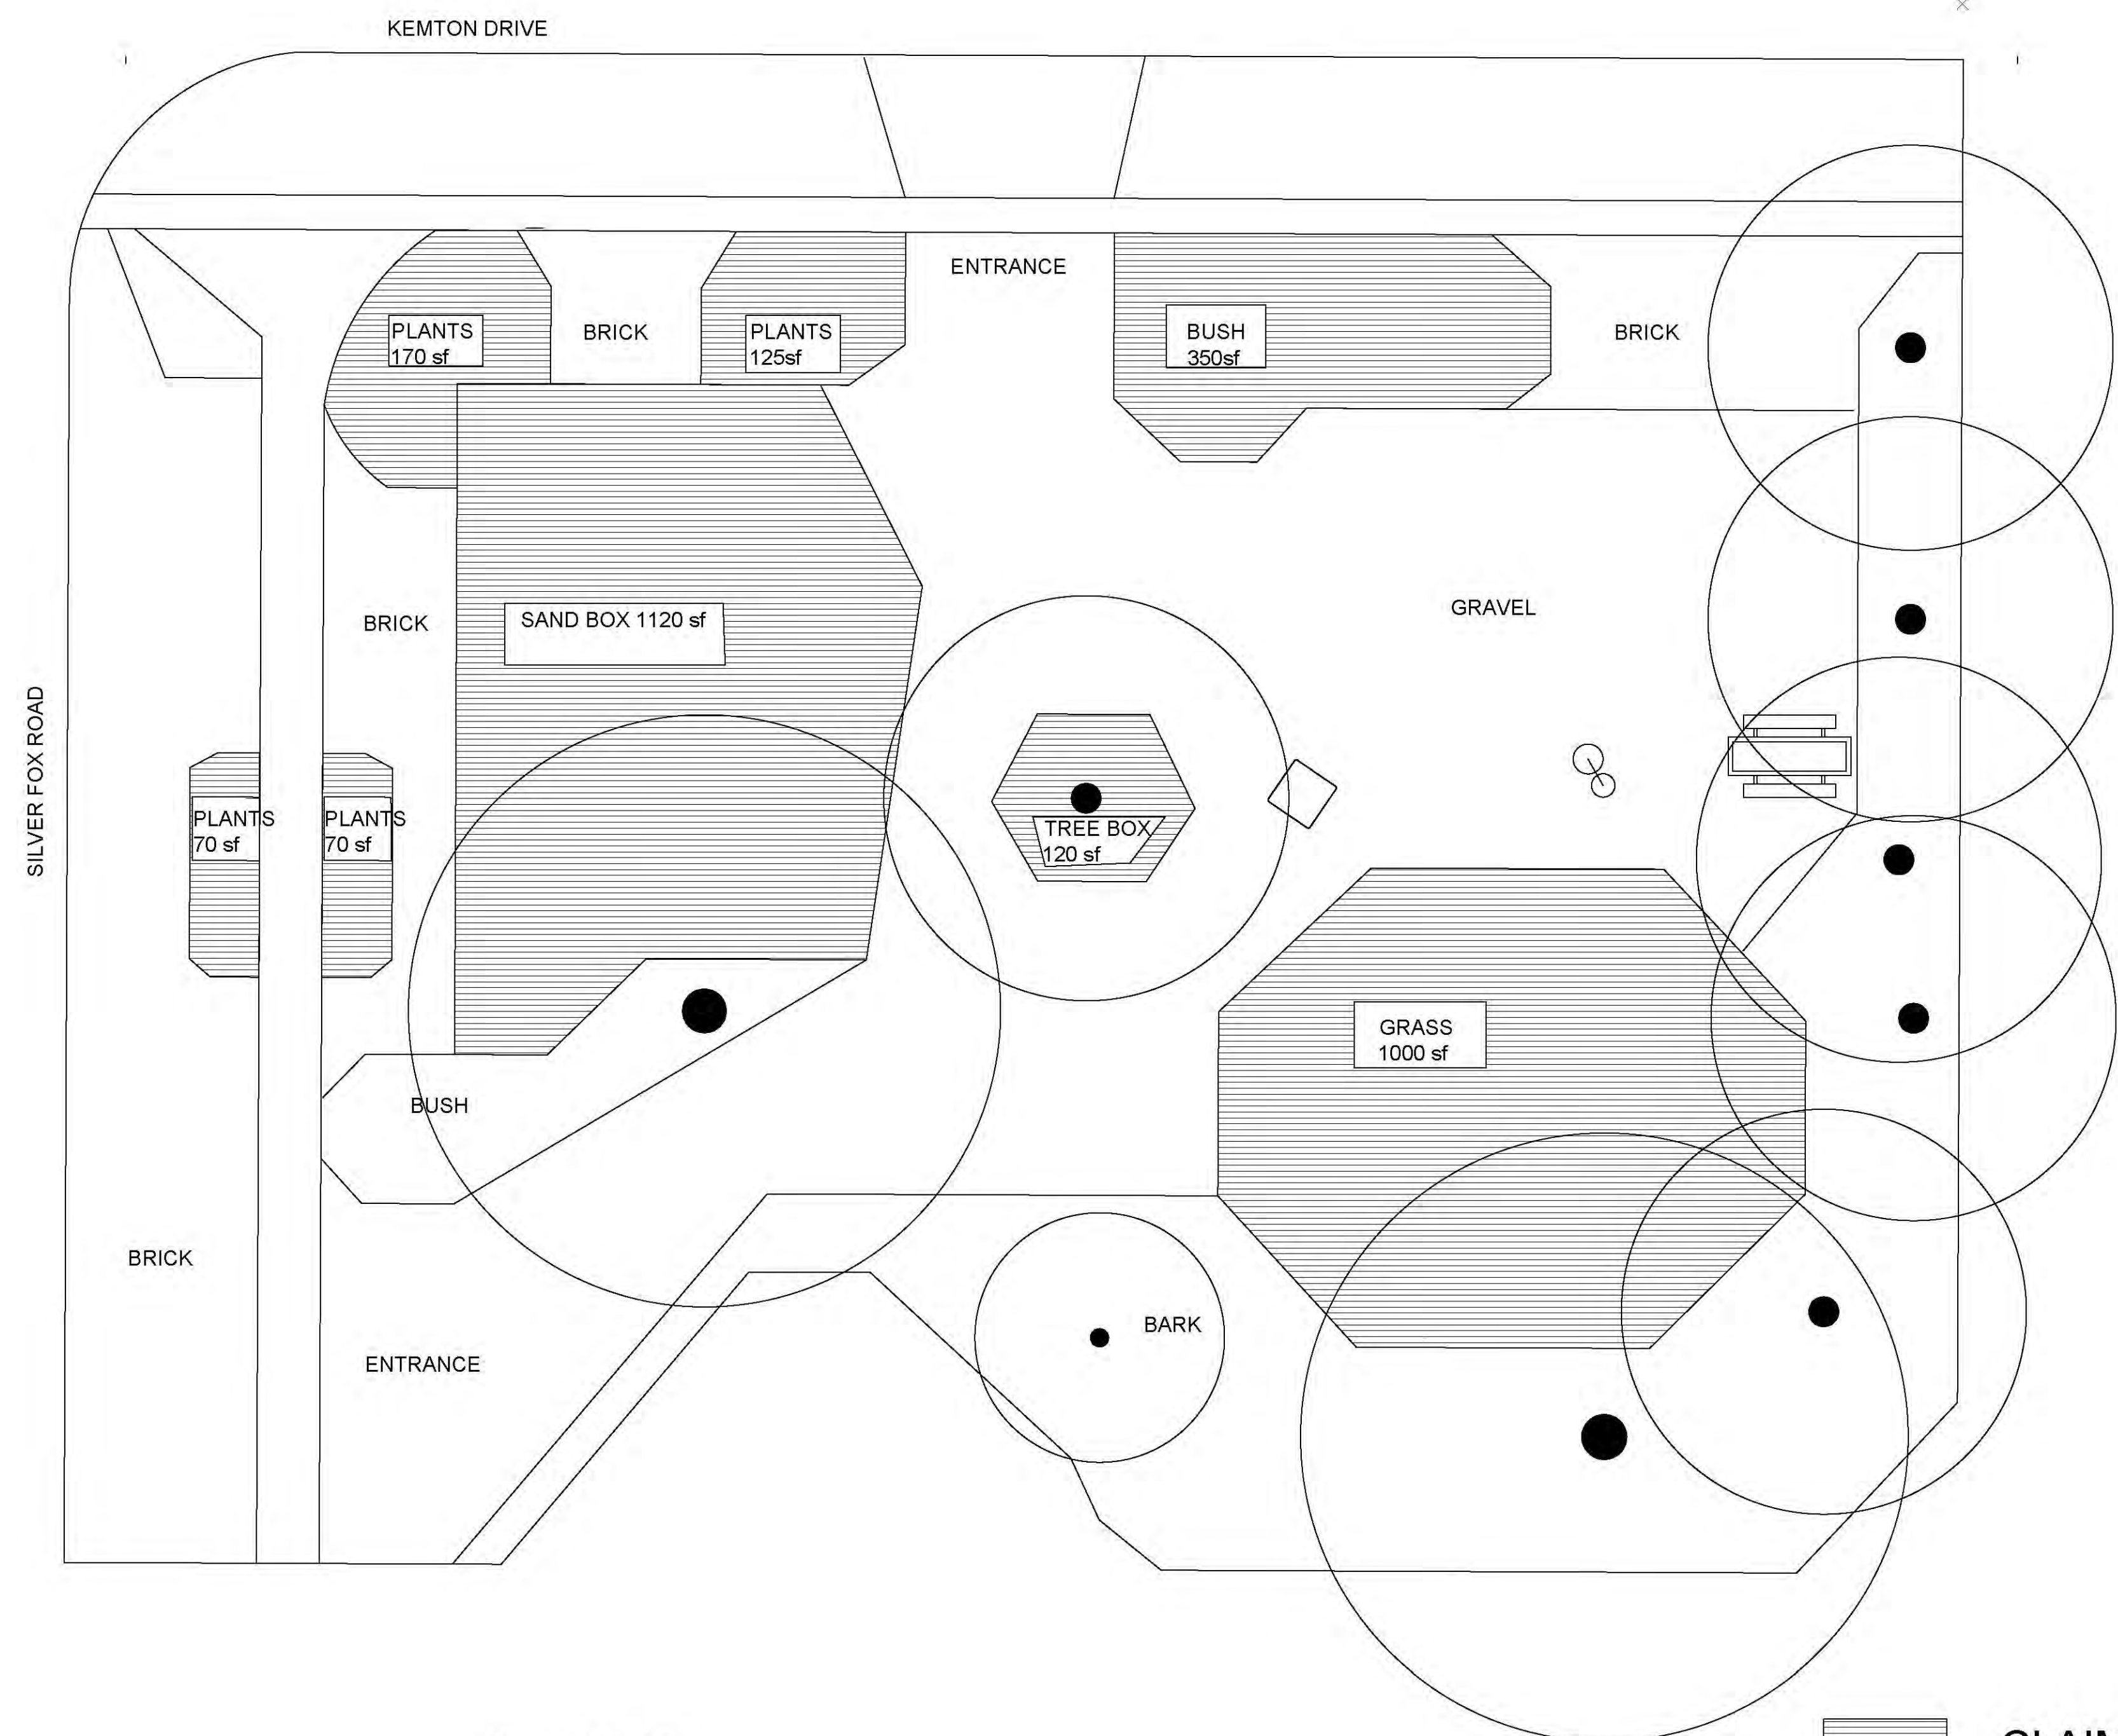 KEMTON DRIVE
ENTRANCE
PLANTS
170 sf
BRICK
PLANTS
125sf
BUSH
350sf
BRICK
SAND BOX 1120 sf
BRICK
GRAVEL
SILVER FOX ROAD
PLANTS
70 sf
PLANTS
70 sf
TREE BOX
120 sf
GRASS
1000 sf
BUSH
BRICK
BARK
ENTRANCE